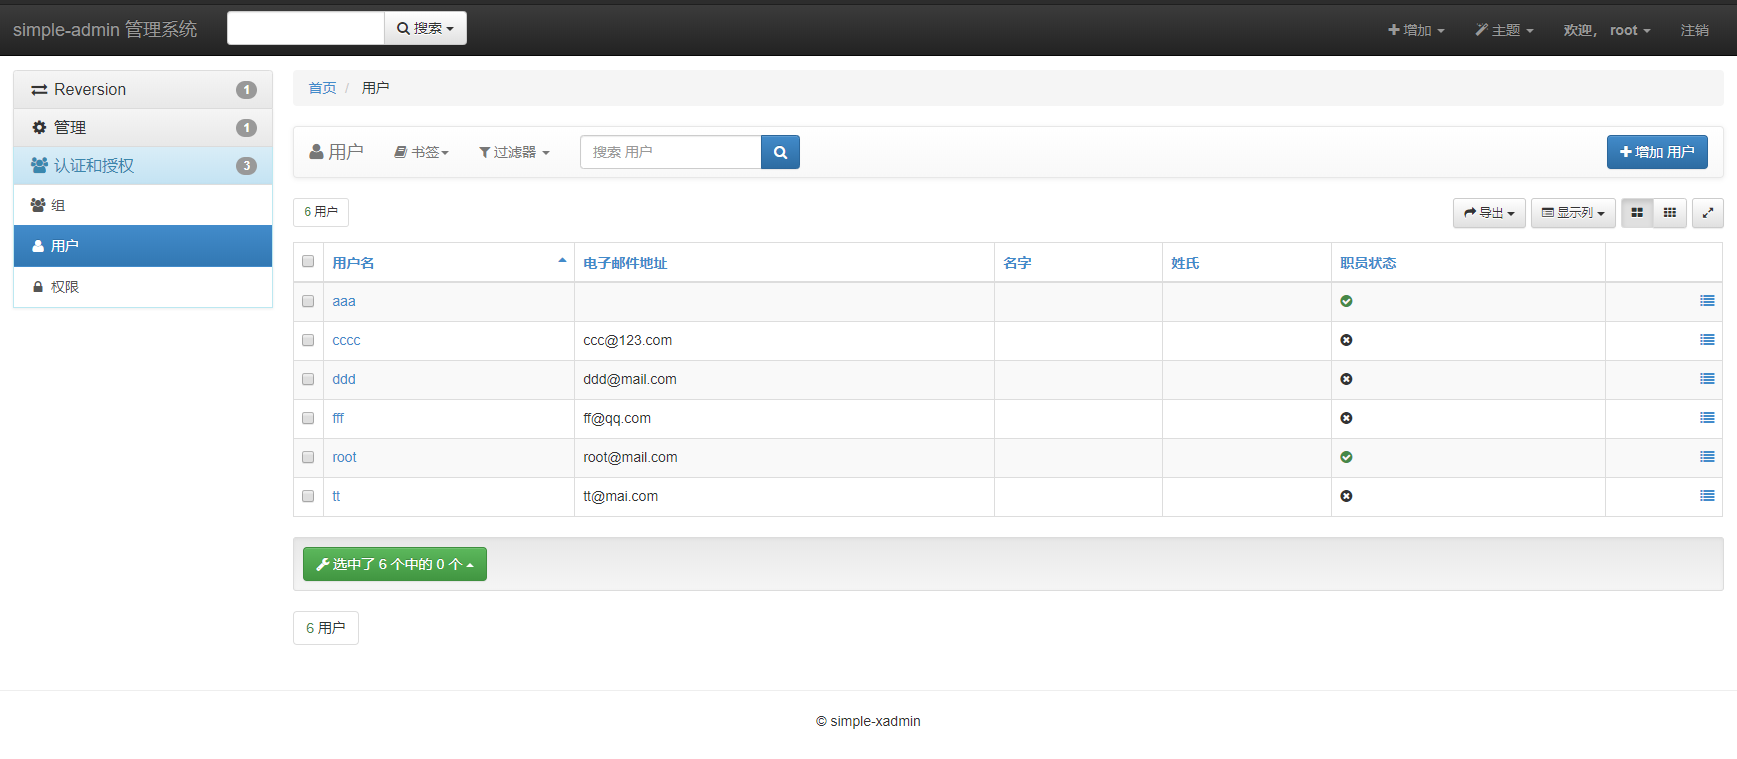 simple-admin 管理系统 搜索 增加 主题 欢迎， root 注销
Reversion 1
管理 1
认证和授权 3
组
用户
权限
首页 / 用户
用户 书签 过滤器 搜索 用户 增加 用户
6 用户 导出 显示列
用户名 电子邮件地址 名字 姓氏 职员状态
aaa
cccc ccc@123.com
ddd ddd@mail.com
fff ff@qq.com
root root@mail.com
tt tt@mai.com
选中了 6 个中的 0 个
6 用户
© simple-xadmin